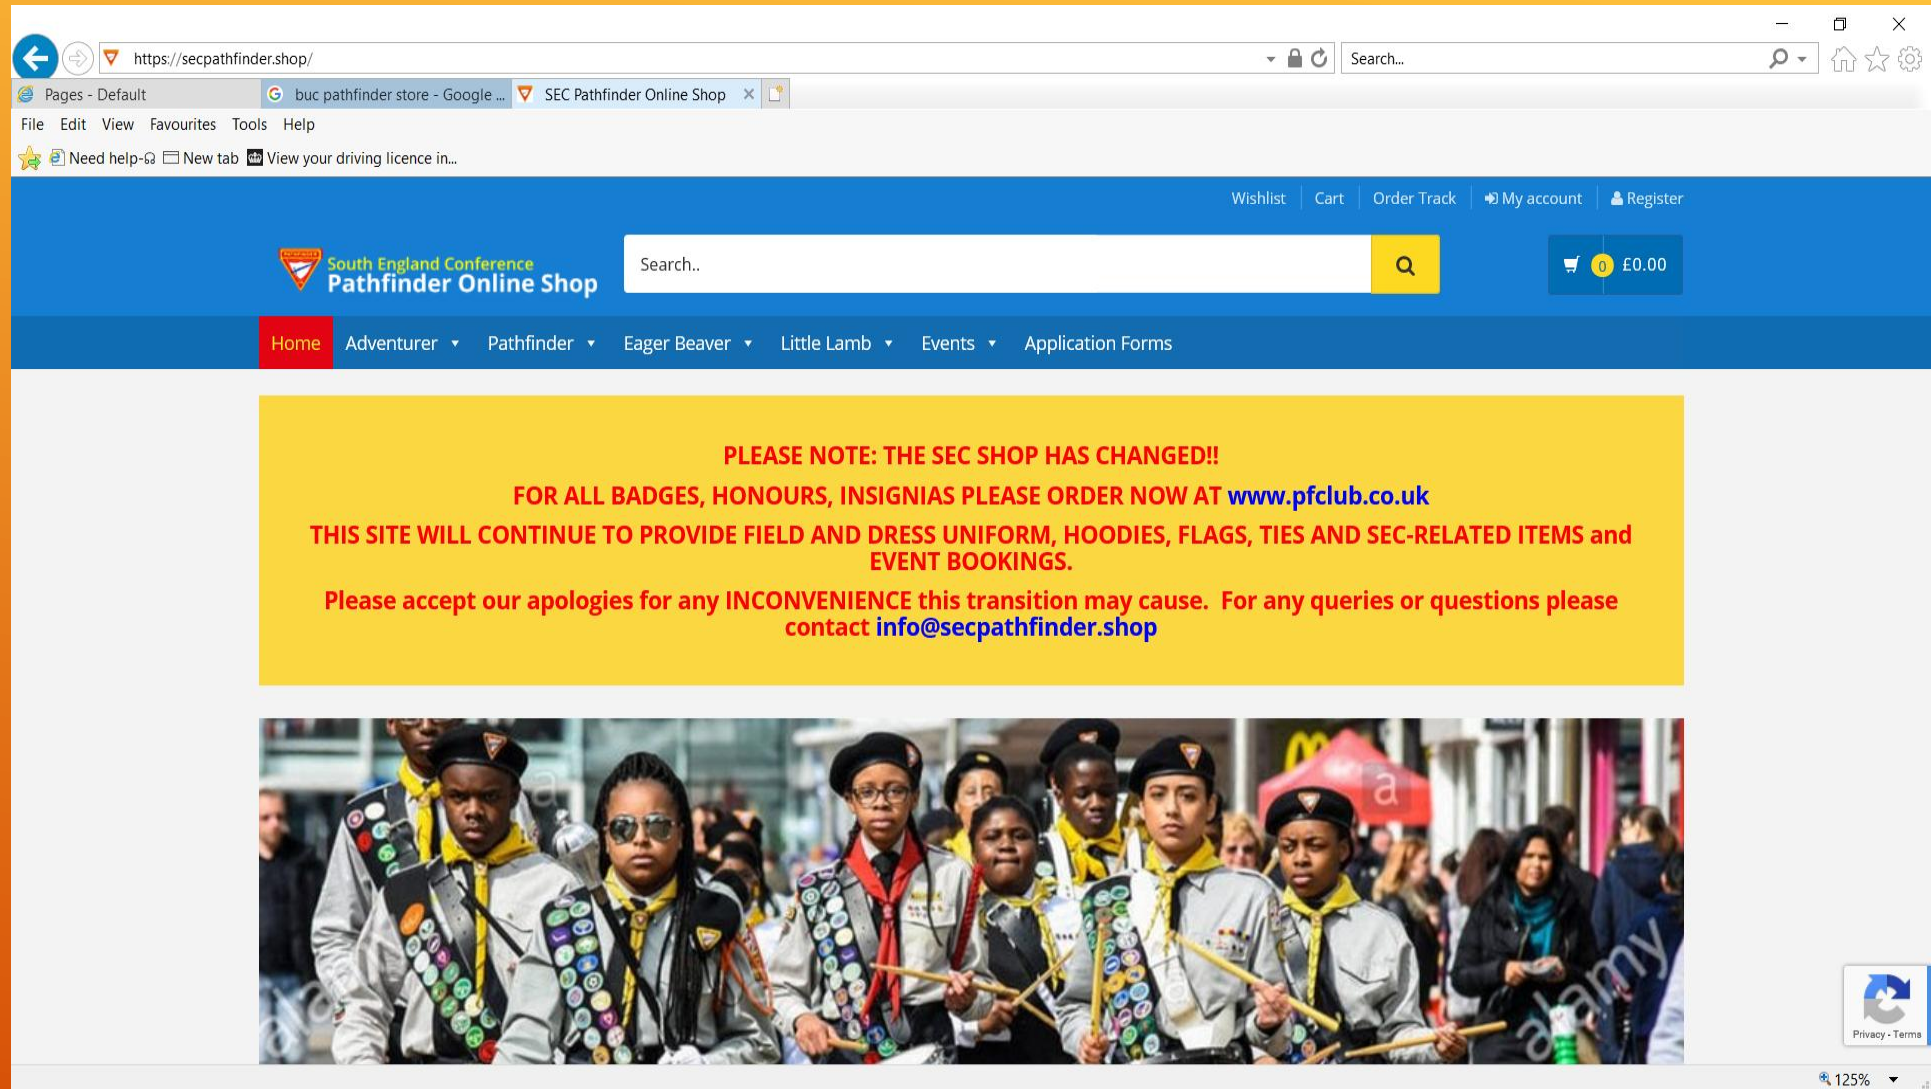 https://secpathfinder.shop/
Search...
Pages - Default
buc pathfinder store - Google ...
SEC Pathfinder Online Shop
File Edit View Favourites Tools Help
Need help- New tab View your driving licence in...
Wishlist Cart Order Track My account Register
South England Conference
Pathfinder Online Shop
Search..
0 £0.00
Home Adventurer Pathfinder Eager Beaver Little Lamb Events Application Forms
PLEASE NOTE: THE SEC SHOP HAS CHANGED!!
FOR ALL BADGES, HONOURS, INSIGNIAS PLEASE ORDER NOW AT www.pfclub.co.uk
THIS SITE WILL CONTINUE TO PROVIDE FIELD AND DRESS UNIFORM, HOODIES, FLAGS, TIES AND SEC-RELATED ITEMS and
EVENT BOOKINGS.
Please accept our apologies for any INCONVENIENCE this transition may cause. For any queries or questions please
contact info@secpathfinder.shop
a
a
a
alamy
Privacy - Terms
125%